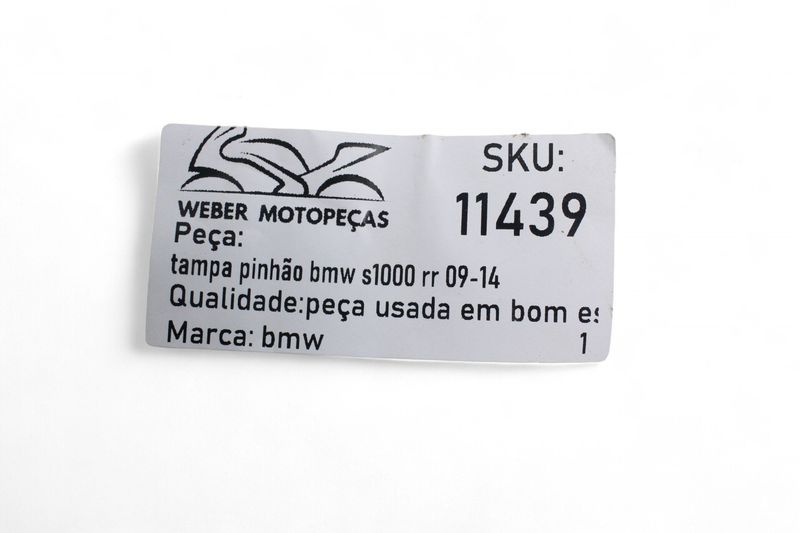 WEBER MOTOPEÇAS
SKU:
11439
Peça:
tampa pinhão bmw s1000 rr 09-14
Qualidade:peça usada em bom
Marca: bmw
1